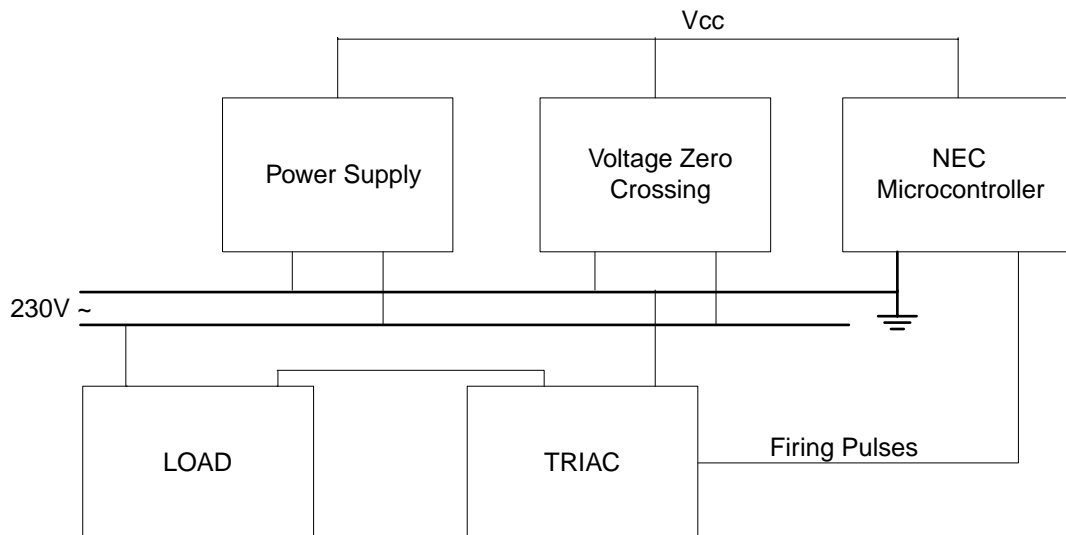 Vcc
Power Supply
Voltage Zero
Crossing
NEC
Microcontroller
230V ~
LOAD
TRIAC
Firing Pulses